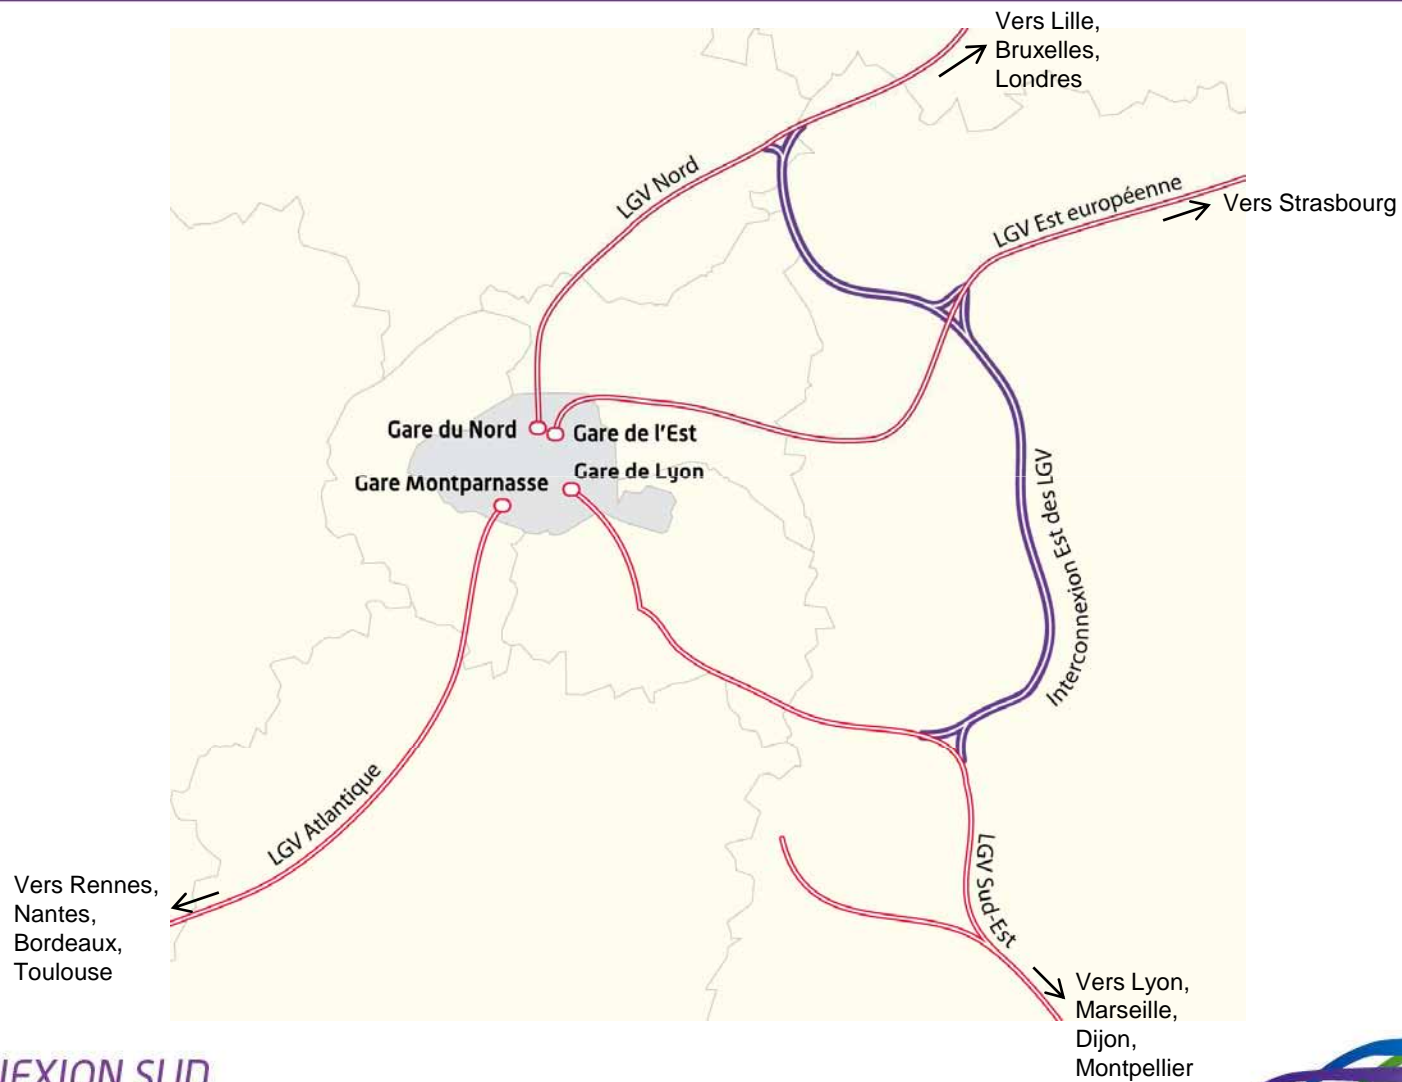 Vers Lille,
Bruxelles,
Londres
LGV Nord
LGV Est européenne
Vers Strasbourg
Gare du Nord
Gare de l'Est
Gare de Lyon
Gare Montparnasse
Interconnexion Est des LGV
LGV Atlantique
LGV Sud-Est
Vers Rennes,
Nantes,
Bordeaux,
Toulouse
Vers Lyon,
Marseille,
Dijon,
Montpellier
NEXION SUD